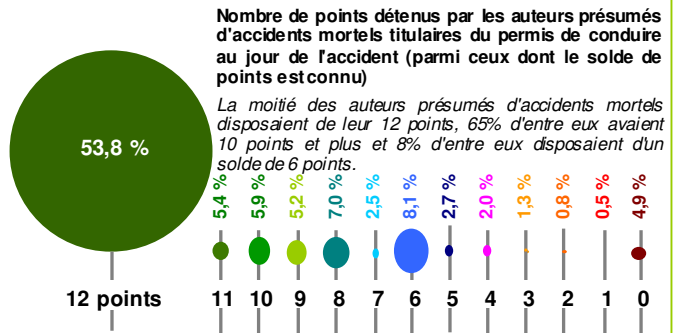 Nombre de points détenus par les auteurs présumés
d'accidents mortels titulaires du permis de conduire
au jour de l'accident (parmi ceux dont le solde de
points est connu)
La moitié des auteurs présumés d'accidents mortels
disposaient de leur 12 points, 65% d'entre eux avaient
10 points et plus et 8% d'entre eux disposaient d'un
solde de 6 points.
53,8 %
5,4 %
5,9 %
5,2 %
7,0 %
2,5 %
8,1 %
2,7 %
2,0 %
1,3 %
0,8 %
0,5 %
4,9 %
12 points 11 10 9 8 7 6 5 4 3 2 1 0